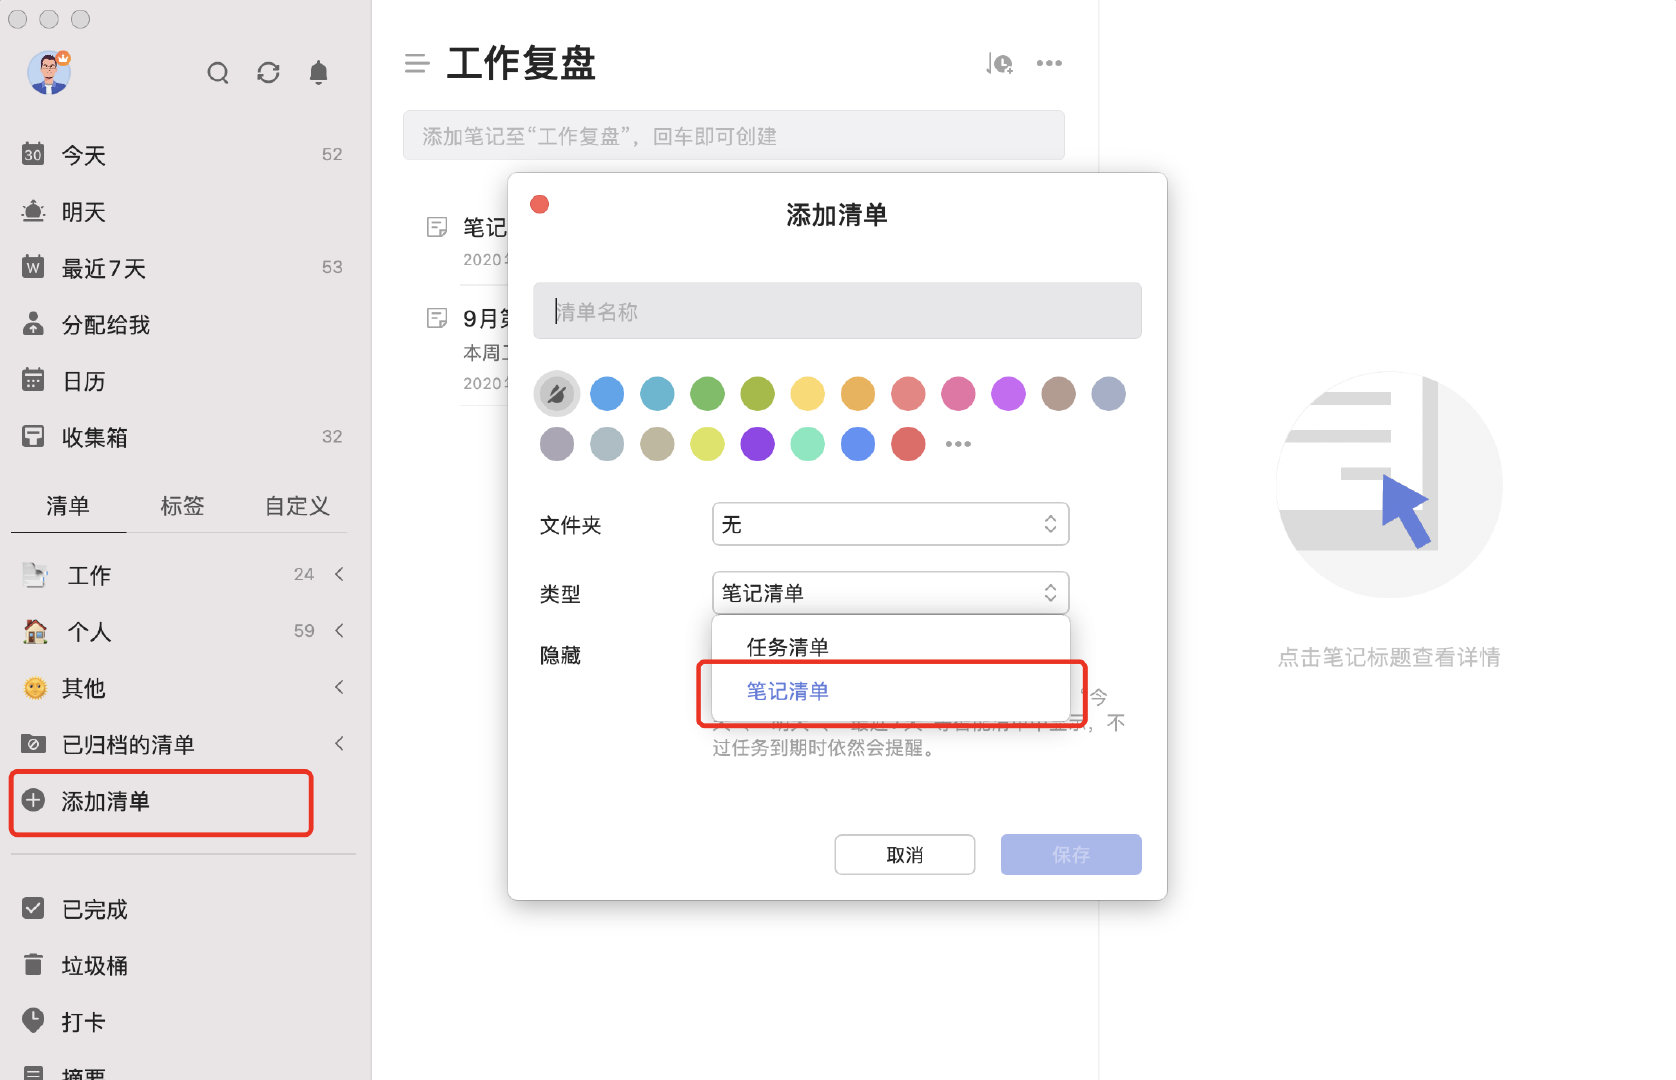 30
今天
52
明天
W
最近7天
53
分配给我
日历
收集箱
32
清单
标签
自定义
工作
24
个人
59
其他
已归档的清单
添加清单
已完成
垃圾桶
打卡
摘要
工作复盘
添加笔记至“工作复盘”，回车即可创建
笔记
2020
9月
本周
2020
添加清单
清单名称
文件夹
无
类型
笔记清单
任务清单
笔记清单
隐藏
今
显示，不
过任务到期时依然会提醒。
取消
保存
点击笔记标题查看详情